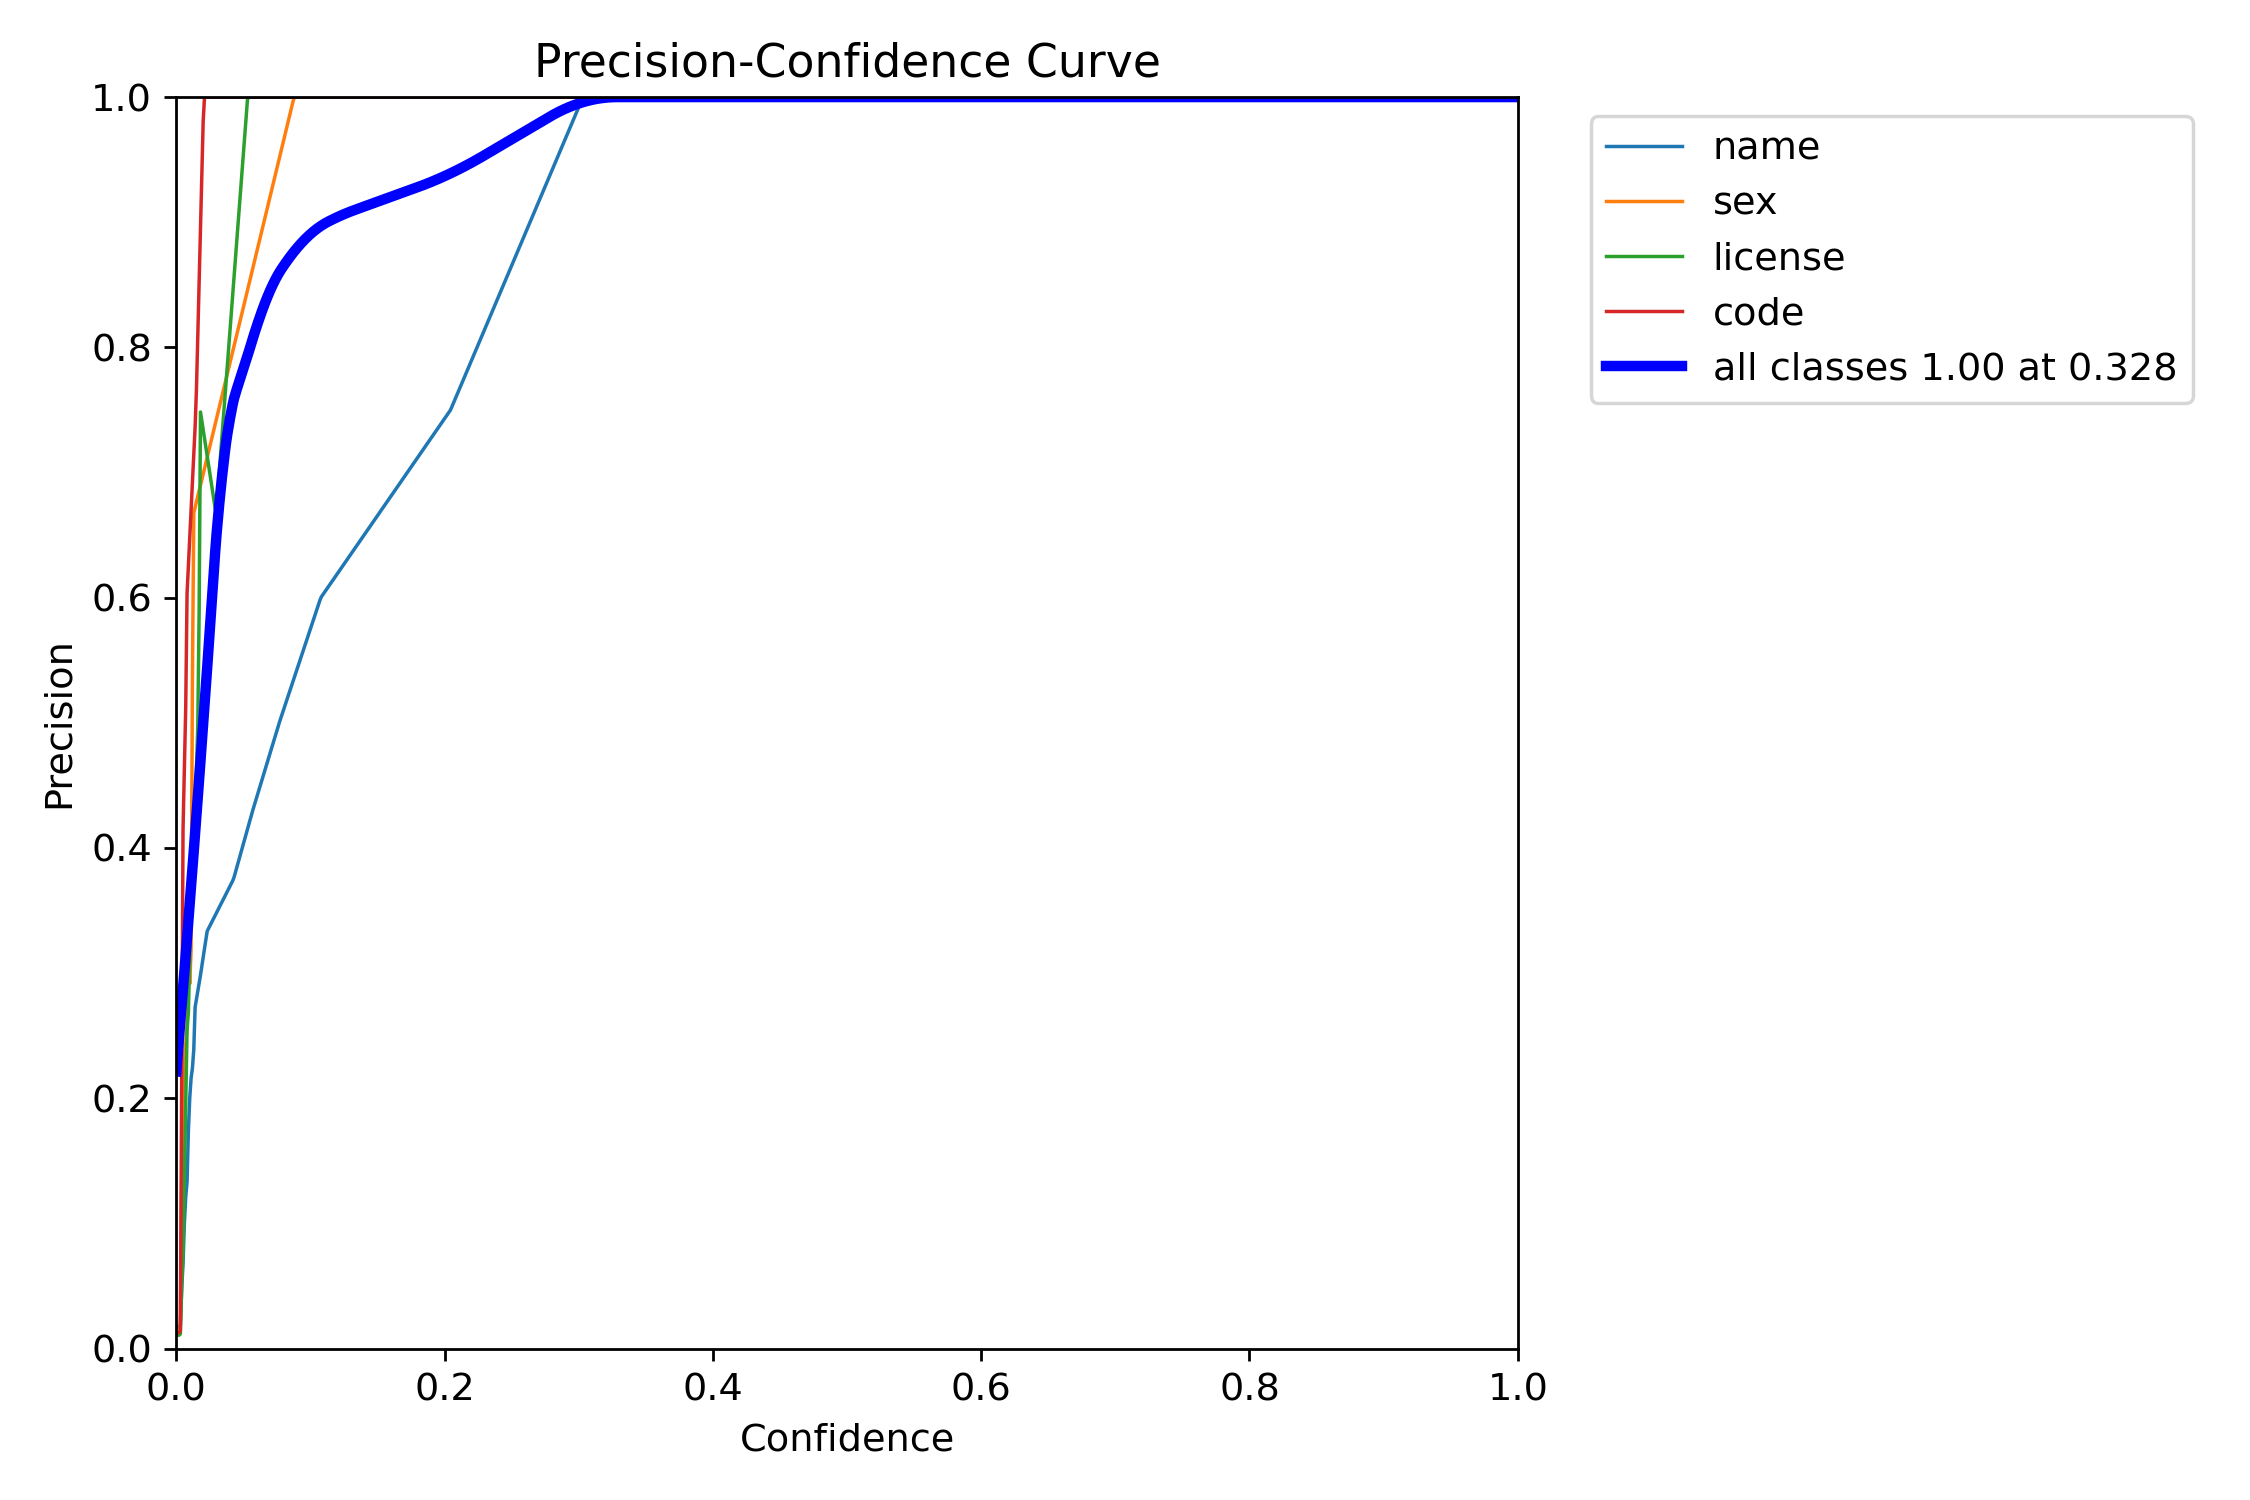 Precision-Confidence Curve
1.0
0.8
0.6
0.4
0.2
0.0
Precision
0.0 0.2 0.4 0.6 0.8 1.0
Confidence
name
sex
license
code
all classes 1.00 at 0.328